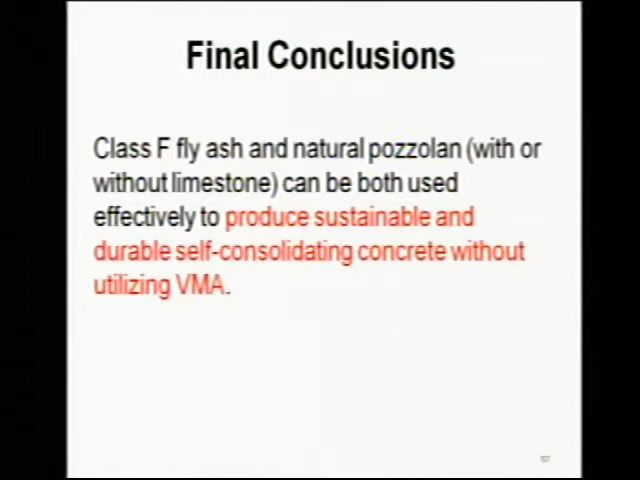 Final Conclusions
Class F fly ash and natural pozzolan (with or
without limestone) can be both used
effectively to produce sustainable and
durable self-consolidating concrete without
utilizing VMA.